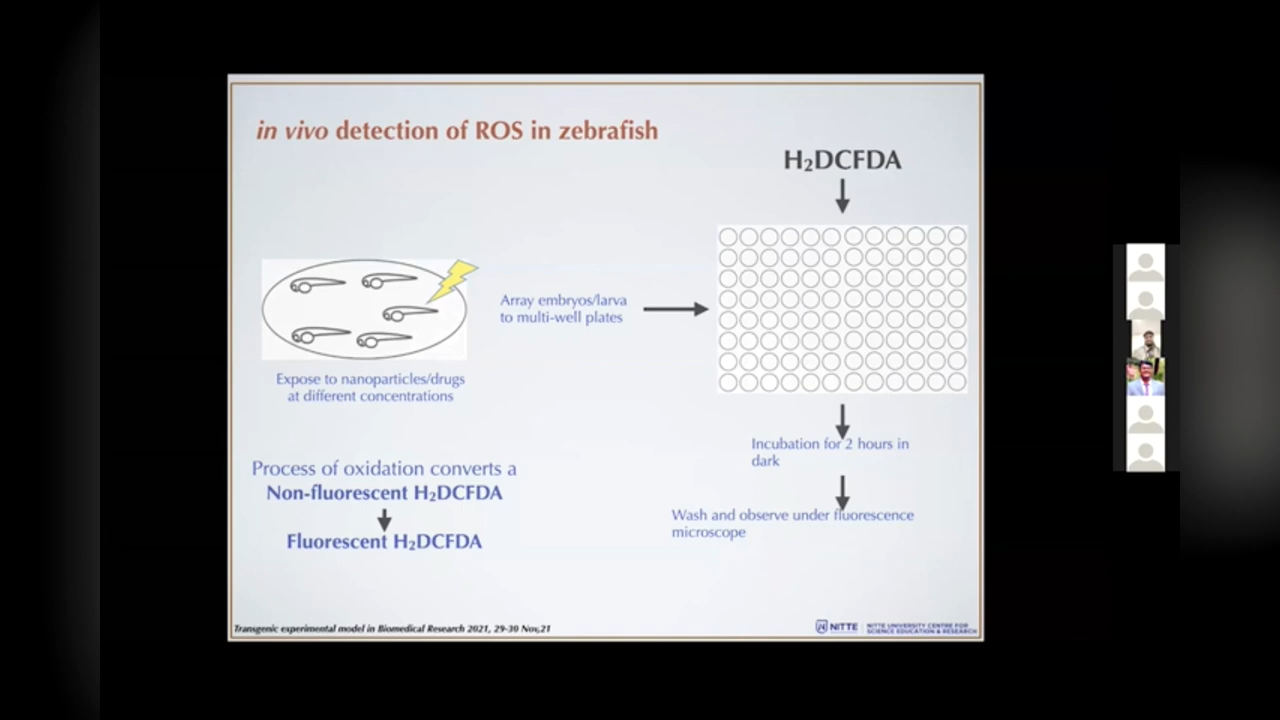 in vivo detection of ROS in zebrafish
H₂DCFDA
Array embryos/larva
to multi-well plates
Expose to nanoparticles/drugs
at different concentrations
Incubation for 2 hours in
dark
Process of oxidation converts a
Non-fluorescent H₂DCFDA
Fluorescent H₂DCFDA
Wash and observe under fluorescence
microscope
Transgenic experimental model in Biomedical Research 2021, 29-30 Nov,21
NITTE
NITTE UNIVERSITY CENTRE FOR
SCIENCE EDUCATION & RESEARCH